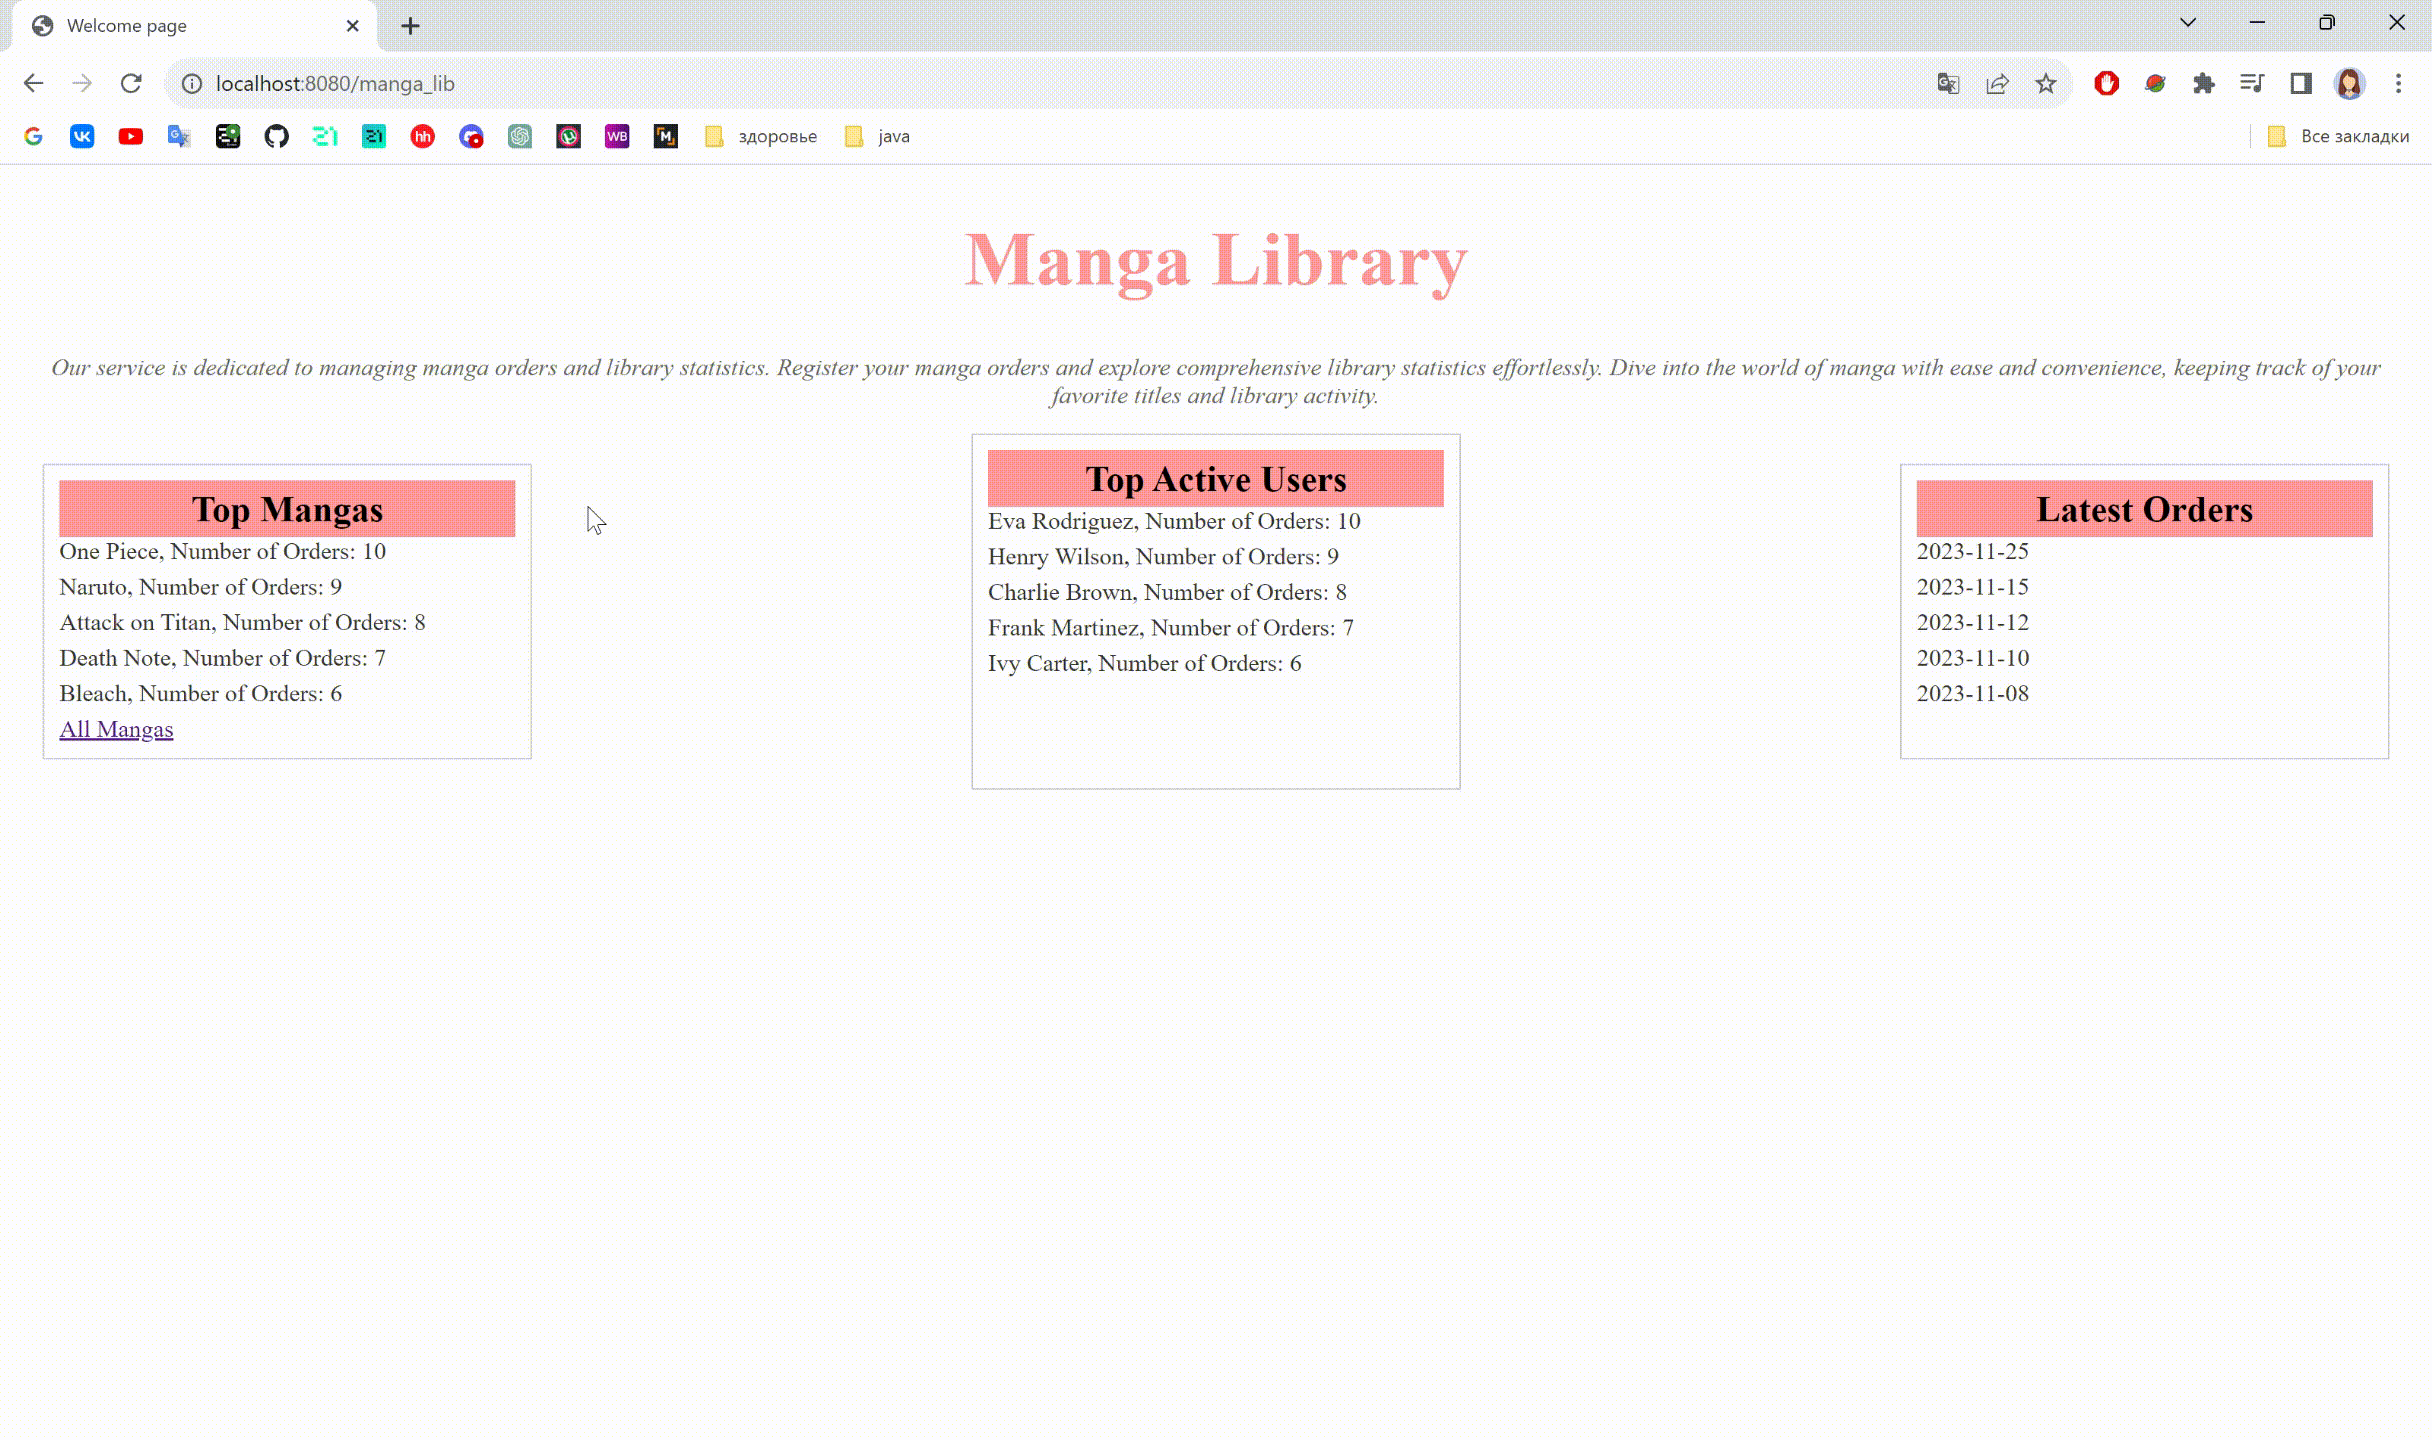 Welcome page
localhost:8080/manga_lib
здоровье
java
Все закладки
Manga Library
Our service is dedicated to managing manga orders and library statistics. Register your manga orders and explore comprehensive library statistics effortlessly. Dive into the world of manga with ease and convenience, keeping track of your
favorite titles and library activity.
Top Mangas
One Piece, Number of Orders: 10
Naruto, Number of Orders: 9
Attack on Titan, Number of Orders: 8
Death Note, Number of Orders: 7
Bleach, Number of Orders: 6
All Mangas
Top Active Users
Eva Rodriguez, Number of Orders: 10
Henry Wilson, Number of Orders: 9
Charlie Brown, Number of Orders: 8
Frank Martinez, Number of Orders: 7
Ivy Carter, Number of Orders: 6
Latest Orders
2023-11-25
2023-11-15
2023-11-12
2023-11-10
2023-11-08